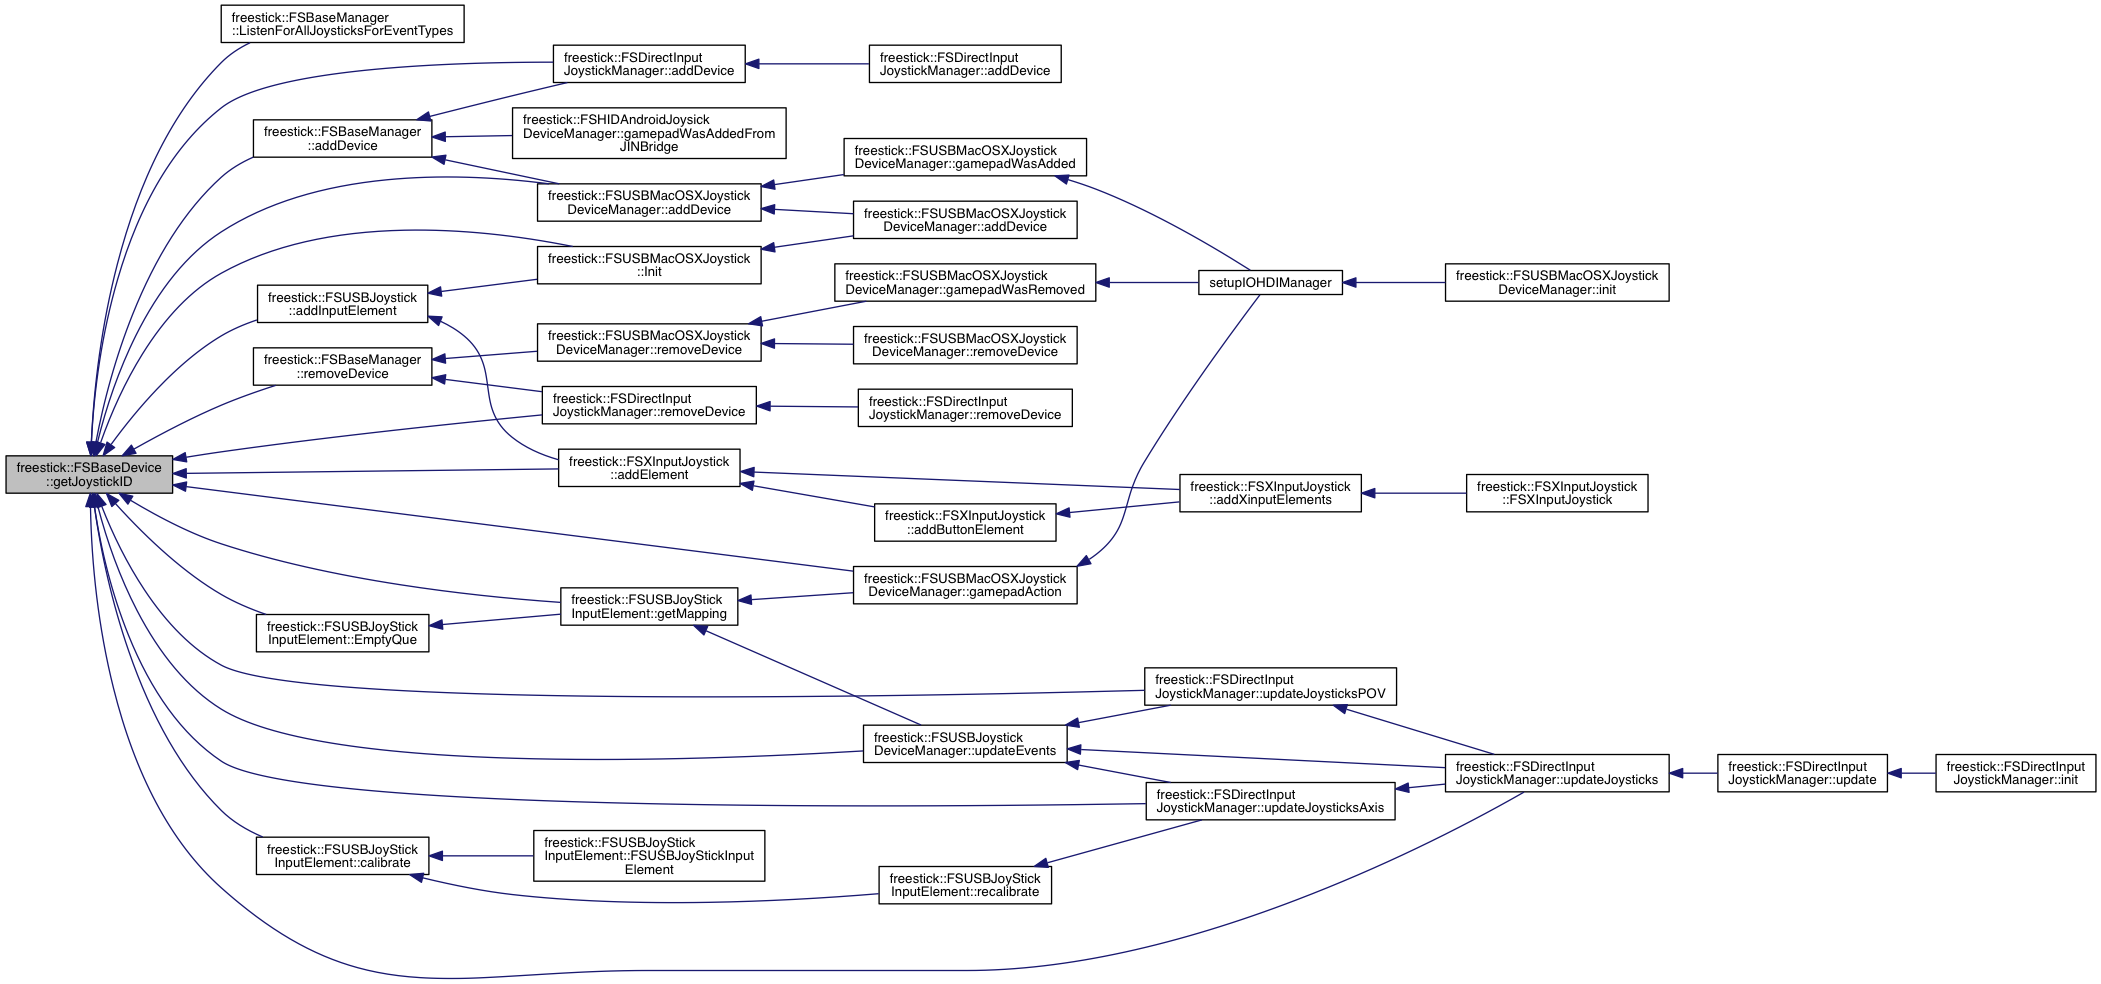 freestick::FSBaseManager
::ListenForAllJoysticksForEventTypes
freestick::FSDirectInput
JoystickManager::addDevice
freestick::FSDirectInput
JoystickManager::addDevice
freestick::FSBaseManager
::addDevice
freestick::FSHIDAndroidJoysick
DeviceManager::gamepadWasAddedFrom
JINBridge
freestick::FSUSBMacOSXJoystick
DeviceManager::gamepadWasAdded
freestick::FSUSBMacOSXJoystick
DeviceManager::addDevice
freestick::FSUSBMacOSXJoystick
DeviceManager::addDevice
freestick::FSUSBMacOSXJoystick
::Init
freestick::FSUSBJoystick
::addInputElement
freestick::FSUSBMacOSXJoystick
DeviceManager::gamepadWasRemoved
setupIOHDIManager
freestick::FSUSBMacOSXJoystick
DeviceManager::init
freestick::FSUSBMacOSXJoystick
DeviceManager::removeDevice
freestick::FSUSBMacOSXJoystick
DeviceManager::removeDevice
freestick::FSBaseManager
::removeDevice
freestick::FSDirectInput
JoystickManager::removeDevice
freestick::FSDirectInput
JoystickManager::removeDevice
freestick::FSBaseDevice
::getJoystickID
freestick::FSXInputJoystick
::addElement
freestick::FSXInputJoystick
::addXinputElements
freestick::FSXInputJoystick
::FSXInputJoystick
freestick::FSXInputJoystick
::addButtonElement
freestick::FSUSBMacOSXJoystick
DeviceManager::gamepadAction
freestick::FSUSBJoyStick
InputElement::getMapping
freestick::FSUSBJoyStick
InputElement::EmptyQue
freestick::FSDirectInput
JoystickManager::updateJoysticksPOV
freestick::FSUSBJoystick
DeviceManager::updateEvents
freestick::FSDirectInput
JoystickManager::updateJoysticks
freestick::FSDirectInput
JoystickManager::update
freestick::FSDirectInput
JoystickManager::init
freestick::FSDirectInput
JoystickManager::updateJoysticksAxis
freestick::FSUSBJoyStick
InputElement::calibrate
freestick::FSUSBJoyStick
InputElement::FSUSBJoyStickInput
Element
freestick::FSUSBJoyStick
InputElement::recalibrate